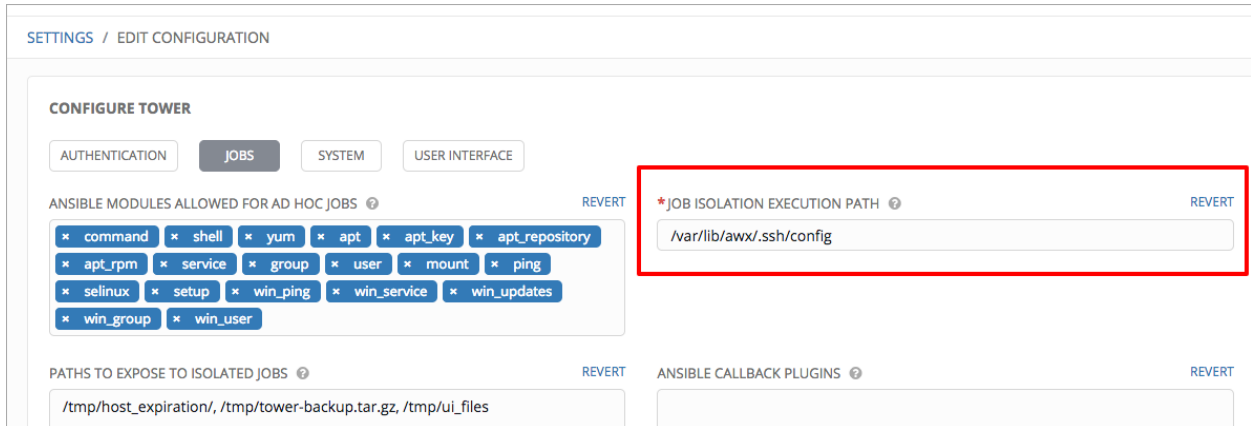 SETTINGS / EDIT CONFIGURATION
CONFIGURE TOWER
AUTHENTICATION JOBS SYSTEM USER INTERFACE
ANSIBLE MODULES ALLOWED FOR AD HOC JOBS ? REVERT
× command × shell × yum × apt × apt_key × apt_repository
× apt_rpm × service × group × user × mount × ping
× selinux × setup × win_ping × win_service × win_updates
× win_group × win_user
* JOB ISOLATION EXECUTION PATH ? REVERT
/var/lib/awx/.ssh/config
PATHS TO EXPOSE TO ISOLATED JOBS ? REVERT
/tmp/host_expiration/, /tmp/tower-backup.tar.gz, /tmp/ui_files
ANSIBLE CALLBACK PLUGINS ? REVERT